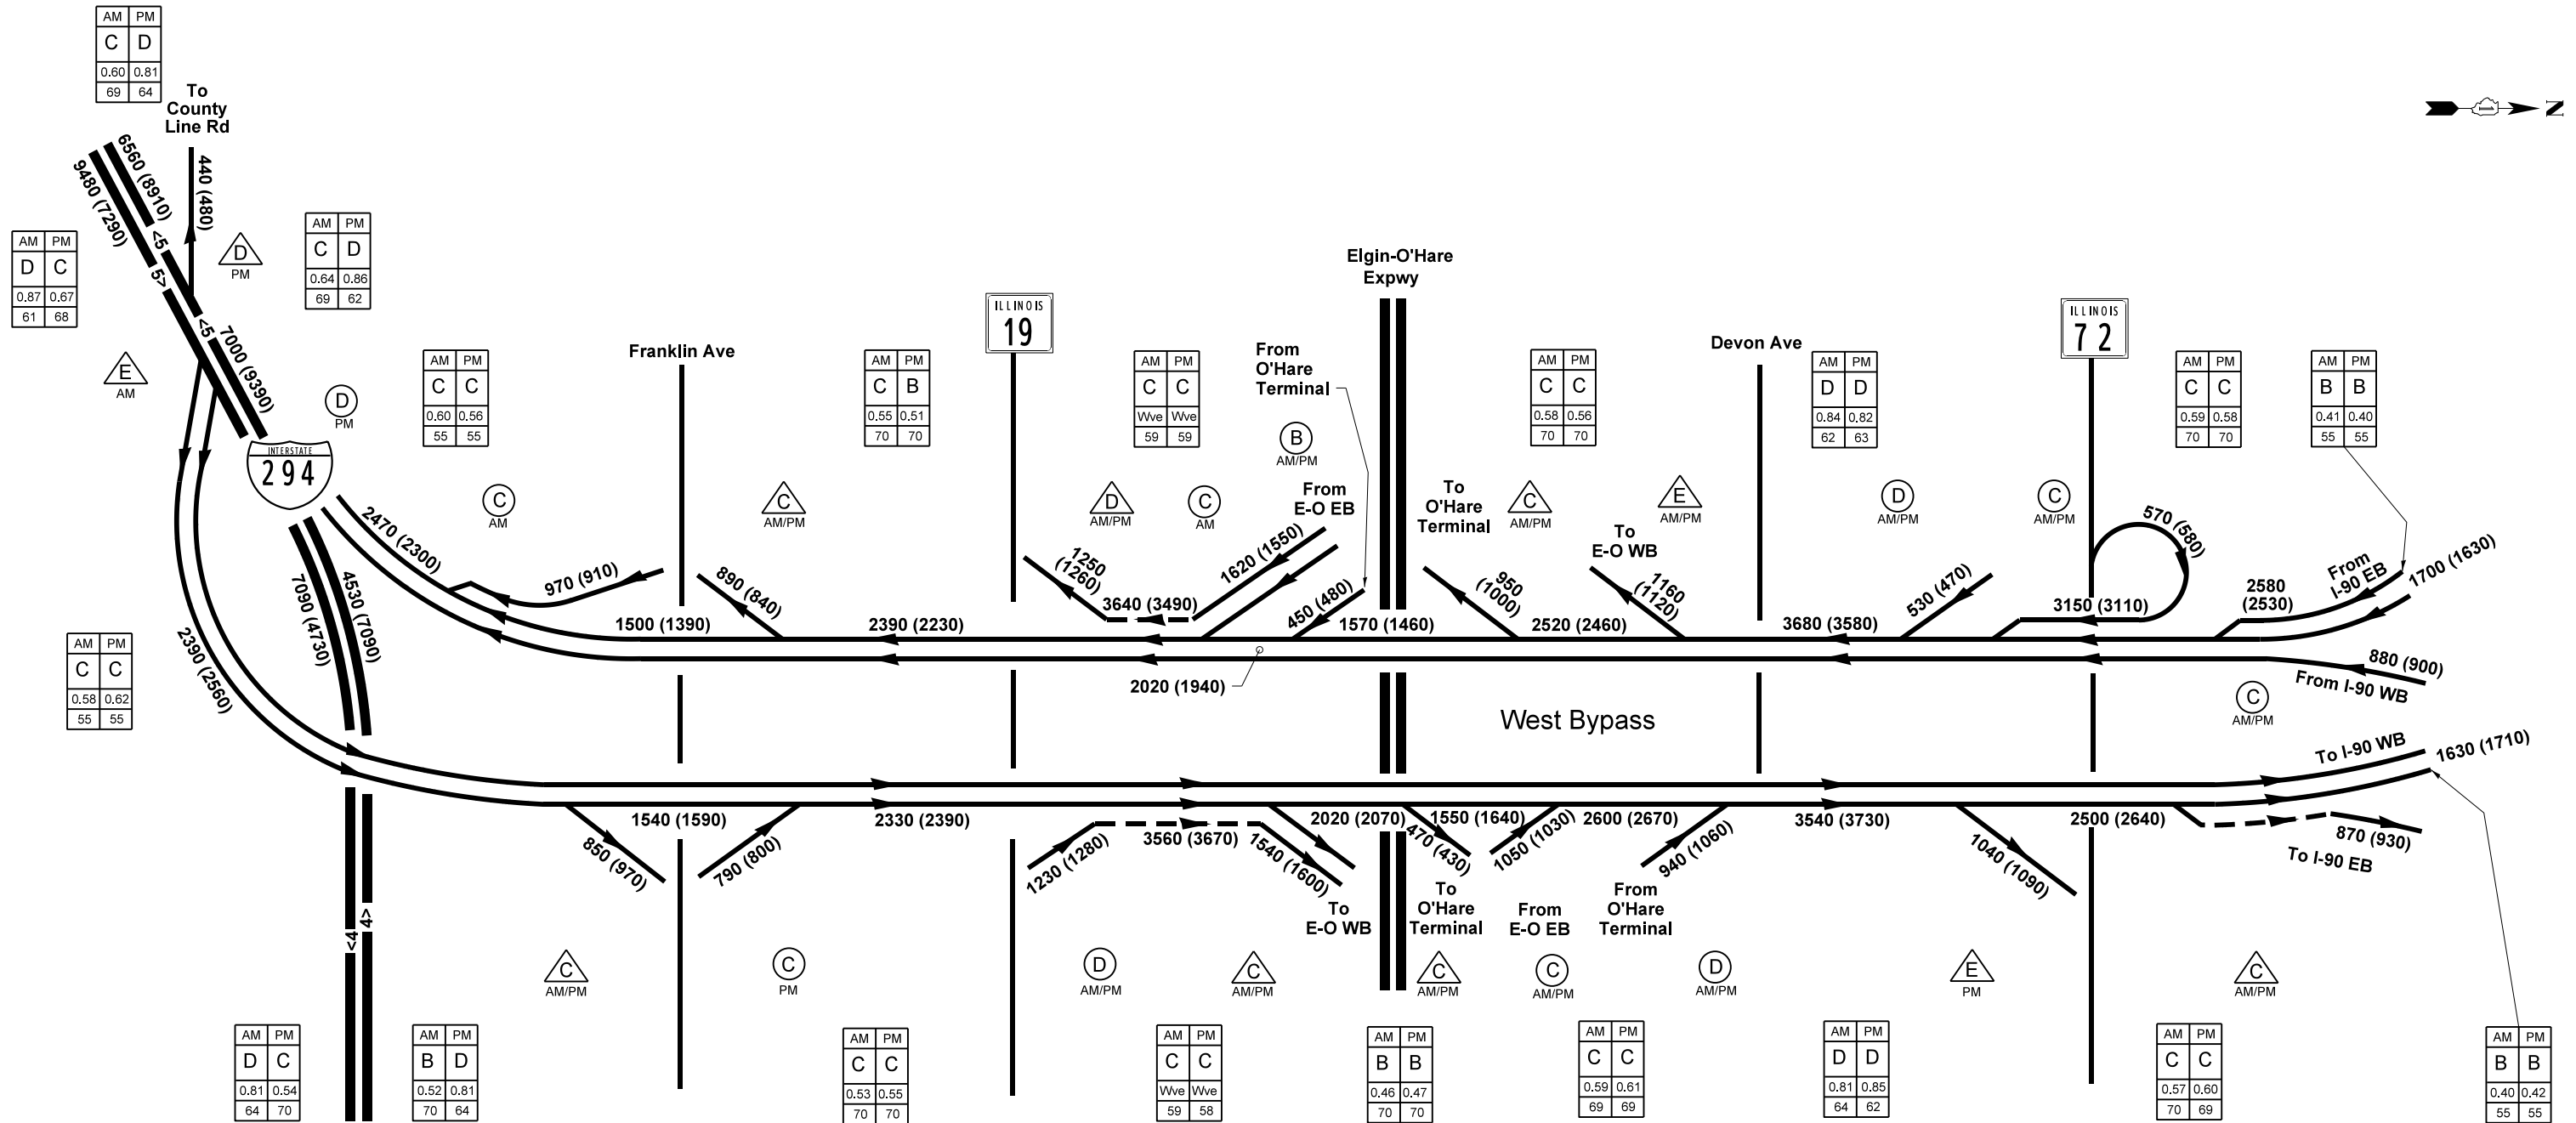 AM PM
C D
0.60 0.81
69 64
To
County
Line Rd
N
6560 (8910)
9480 (7290)
440 (480)
<5
5>
<5
7000 (9390)
D
PM
AM PM
C D
0.64 0.86
69 62
AM PM
D C
0.87 0.67
61 68
E
AM
D
PM
INTERSTATE
294
AM PM
C C
0.60 0.56
55 55
Franklin Ave
AM PM
C B
0.55 0.51
70 70
ILLINOIS
19
AM PM
C C
Wve Wve
59 59
From
O'Hare
Terminal
Elgin-O'Hare
Expwy
AM PM
C C
0.58 0.56
70 70
Devon Ave
AM PM
D D
0.84 0.82
62 63
ILLINOIS
72
AM PM
C C
0.59 0.58
70 70
AM PM
B B
0.41 0.40
55 55
C
AM
C
AM/PM
D
AM/PM
C
AM
B
AM/PM
From
E-O EB
To
O'Hare
Terminal
C
AM/PM
E
AM/PM
To
E-O WB
D
AM/PM
C
AM/PM
2470 (2300)
970 (910)
890 (840)
1250
(1260)
1620 (1550)
3640 (3490)
450 (480)
950
(1000)
1160
(1120)
530 (470)
570 (580)
From
I-90 EB
1700 (1630)
2580
(2530)
1500 (1390)
2390 (2230)
1570 (1460)
2520 (2460)
3680 (3580)
3150 (3110)
2020 (1940)
880 (900)
From I-90 WB
C
AM/PM
West Bypass
4530 (7090)
7090 (4730)
2390 (2560)
AM PM
C C
0.58 0.62
55 55
To I-90 WB
1630 (1710)
1540 (1590)
2330 (2390)
3560 (3670)
2020 (2070)
1550 (1640)
2600 (2670)
3540 (3730)
2500 (2640)
850 (970)
790 (800)
1230 (1280)
1540 (1600)
470 (430)
1050 (1030)
940 (1060)
1040 (1090)
870 (930)
To I-90 EB
To
E-O WB
To
O'Hare
Terminal
From
E-O EB
From
O'Hare
Terminal
<4
4>
C
AM/PM
C
PM
D
AM/PM
C
AM/PM
C
AM/PM
C
AM/PM
D
AM/PM
E
PM
C
AM/PM
AM PM
D C
0.81 0.54
64 70
AM PM
B D
0.52 0.81
70 64
AM PM
C C
0.53 0.55
70 70
AM PM
C C
Wve Wve
59 58
AM PM
B B
0.46 0.47
70 70
AM PM
C C
0.59 0.61
69 69
AM PM
D D
0.81 0.85
64 62
AM PM
C C
0.57 0.60
70 69
AM PM
B B
0.40 0.42
55 55